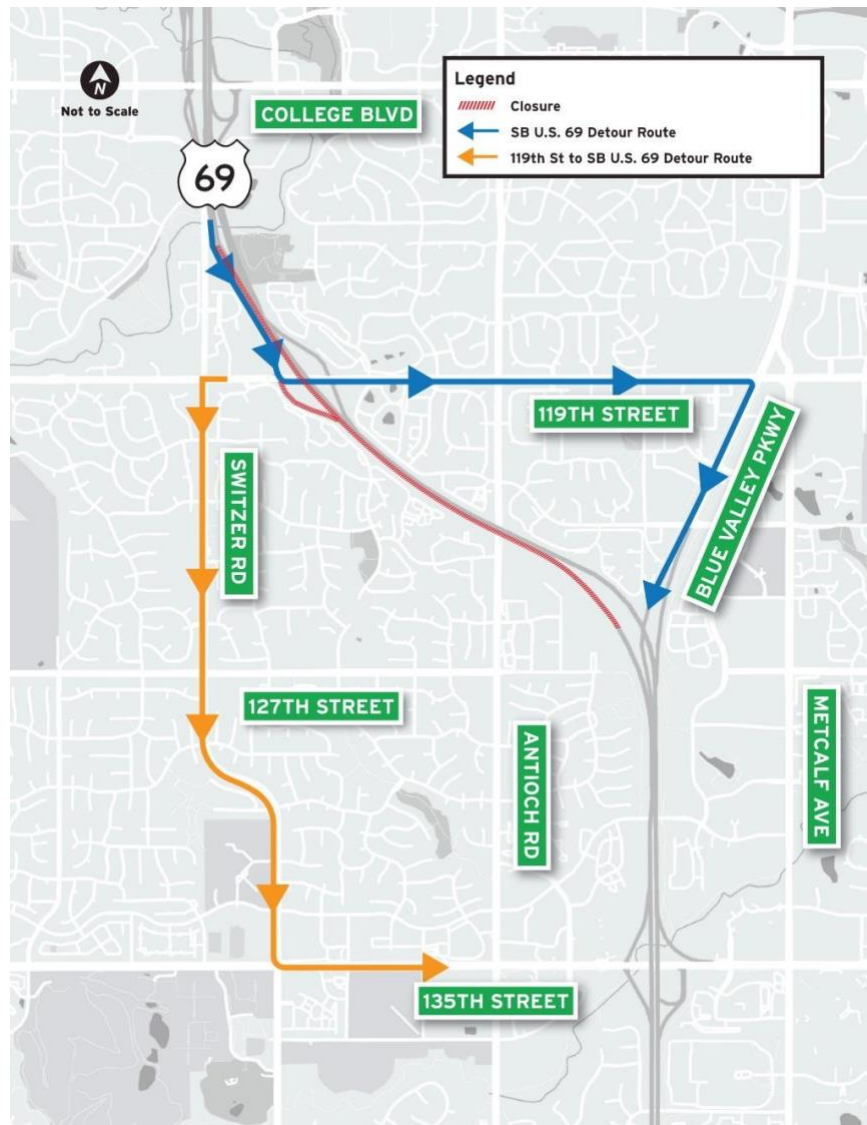 N
Not to Scale
COLLEGE BLVD
Legend
Closure
SB U.S. 69 Detour Route
119th St to SB U.S. 69 Detour Route
69
119TH STREET
BLUE VALLEY PKWY
SWITZER RD
127TH STREET
ANTIOCH RD
METCALF AVE
135TH STREET